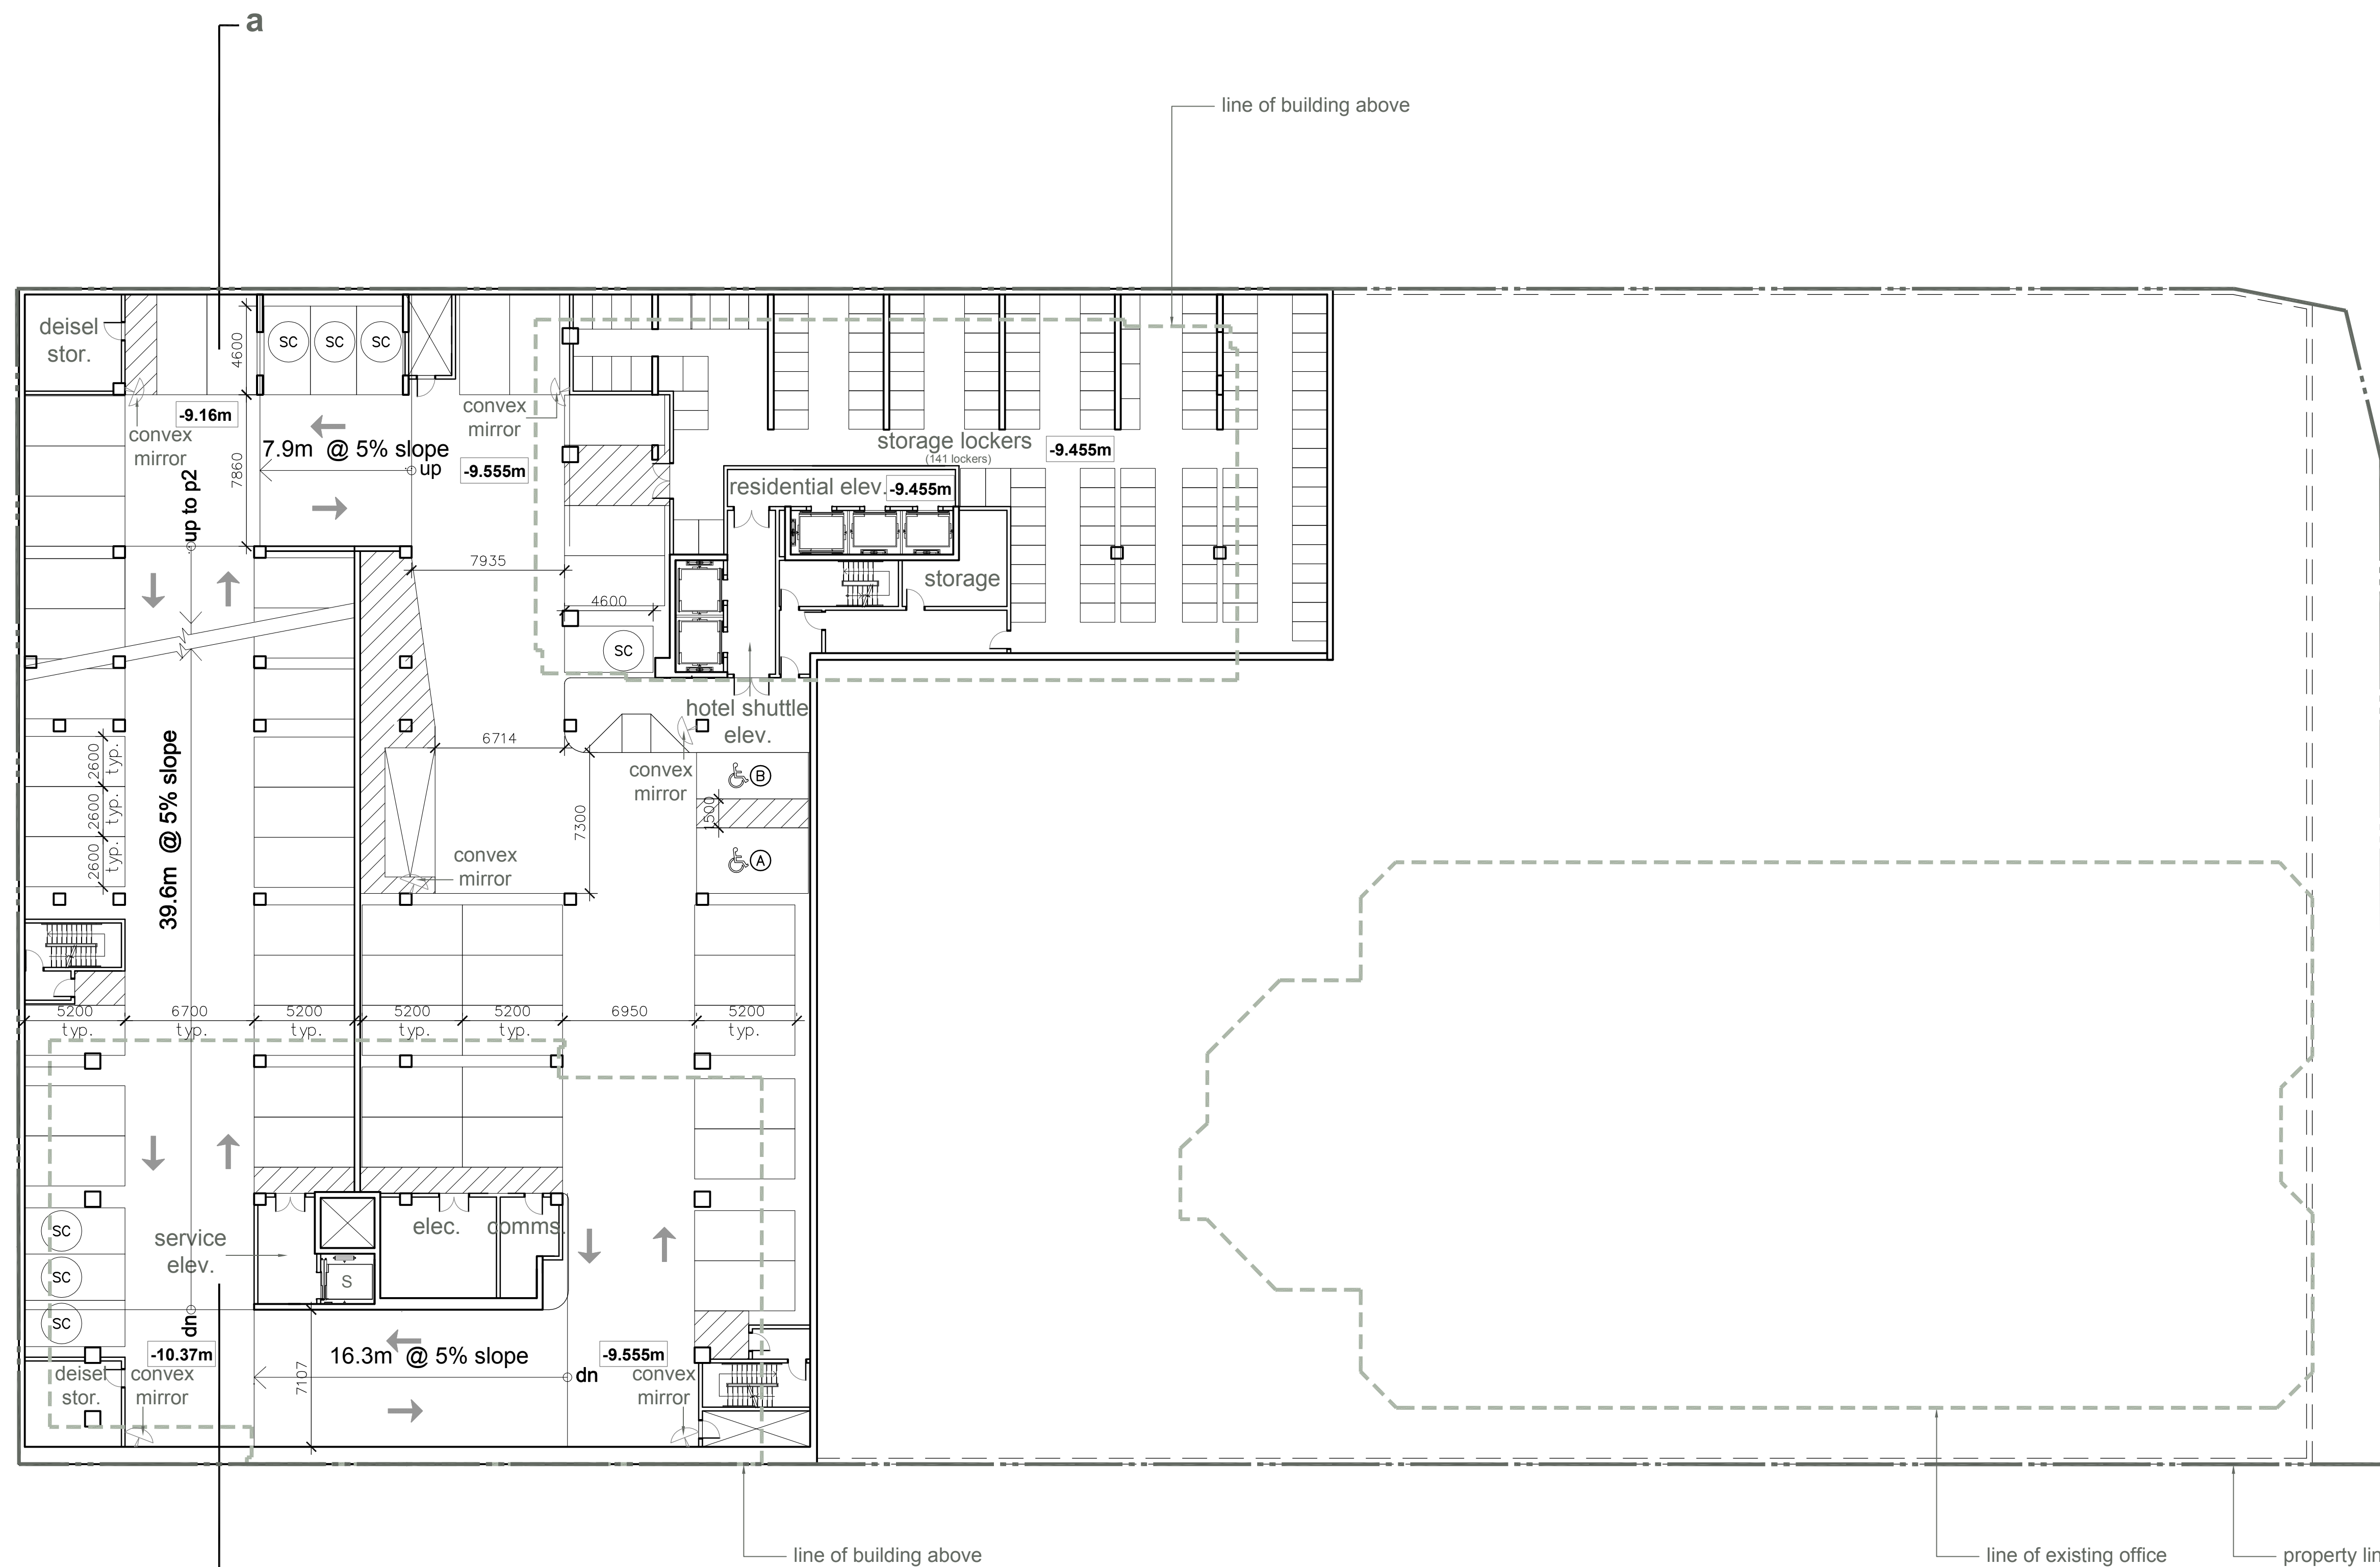 a
line of building above
deisel
stor.
4600
SC
SC
SC
-9.16m
convex
mirror
7860
7.9m @ 5% slope
up
up to p2
convex
mirror
-9.555m
storage lockers
(141 lockers)
-9.455m
residential elev.
-9.455m
storage
7935
4600
SC
hotel shuttle
elev.
6714
convex
mirror
B
1500
A
7300
convex
mirror
2600
typ.
2600
typ.
2600
typ.
39.6m @ 5% slope
5200
typ.
6700
typ.
5200
typ.
5200
typ.
5200
typ.
6950
5200
typ.
SC
SC
SC
service
elev.
S
elec.
comms.
dn
-10.37m
deisel
stor.
convex
mirror
7107
16.3m @ 5% slope
dn
-9.555m
convex
mirror
line of building above
line of existing office
property lin